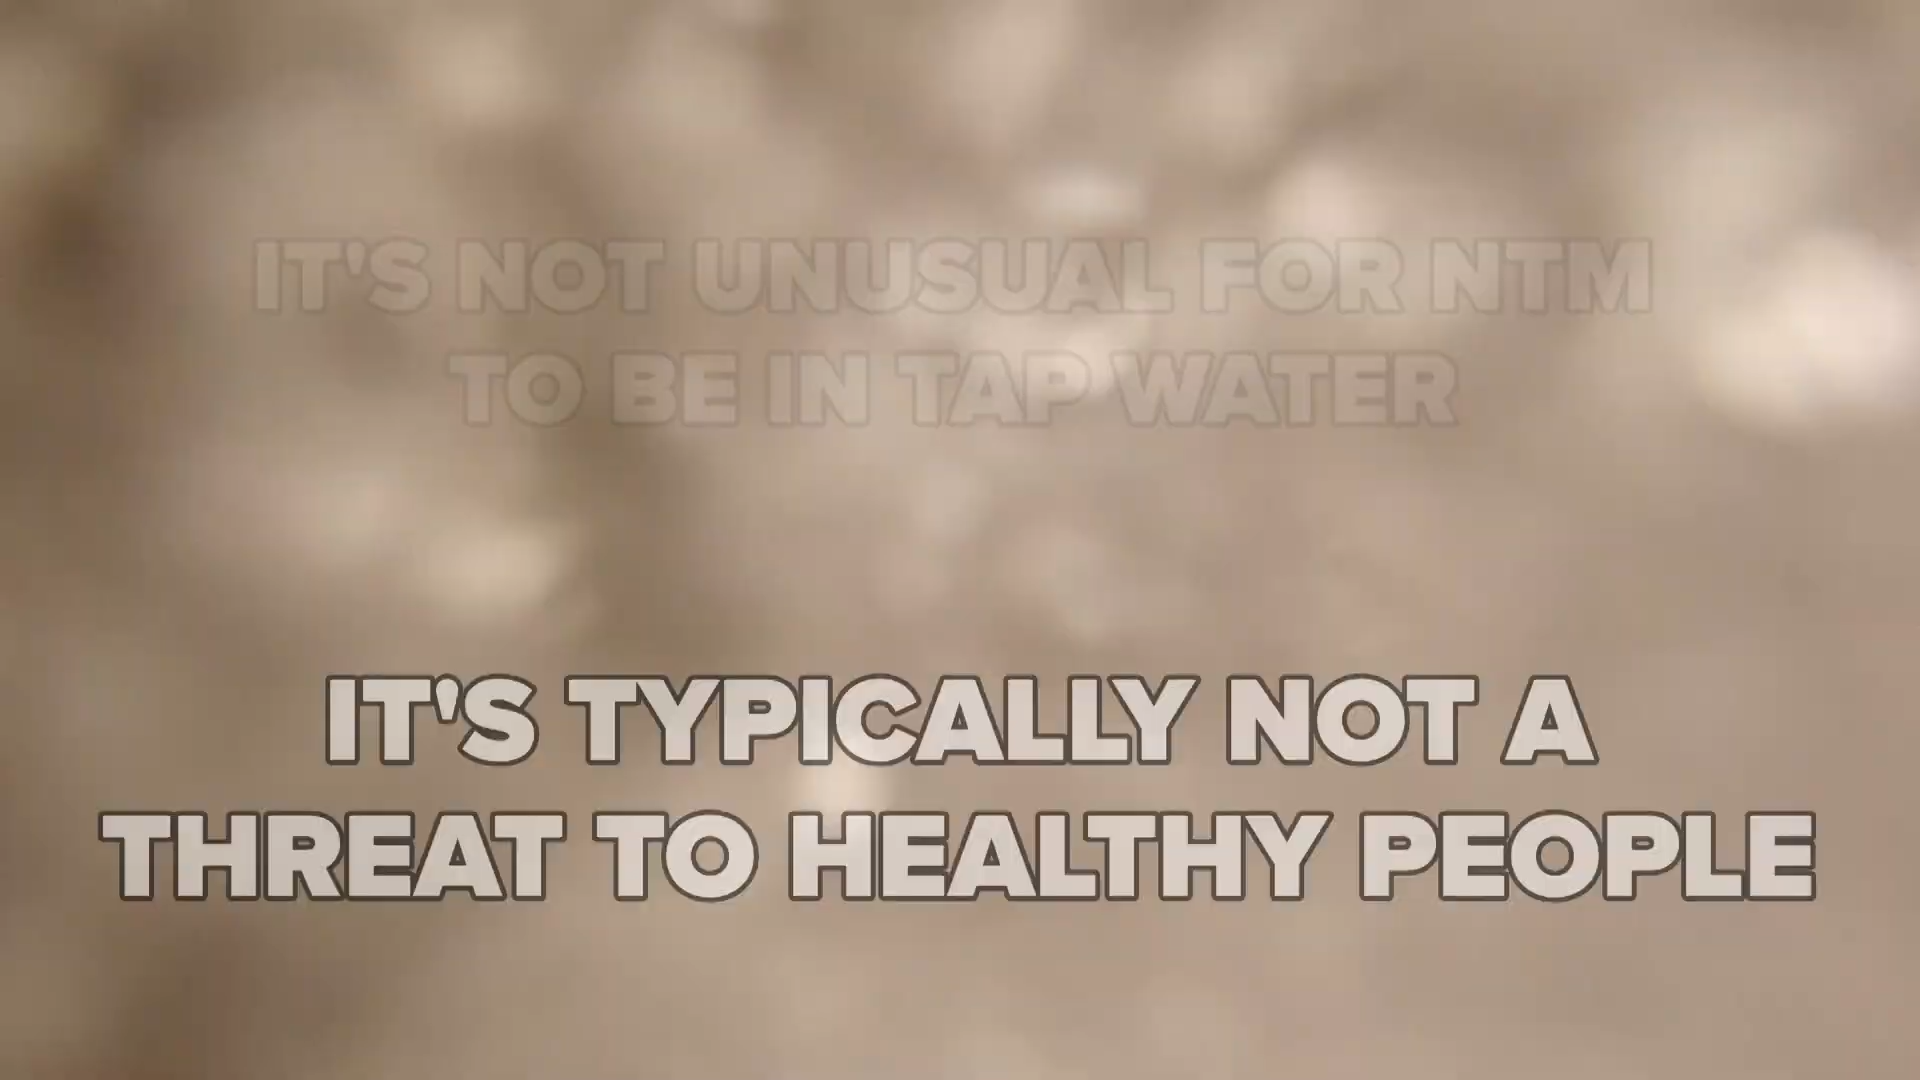 IT'S NOT UNUSUAL FOR NTM
TO BE IN TAP WATER
IT'S TYPICALLY NOT A
THREAT TO HEALTHY PEOPLE